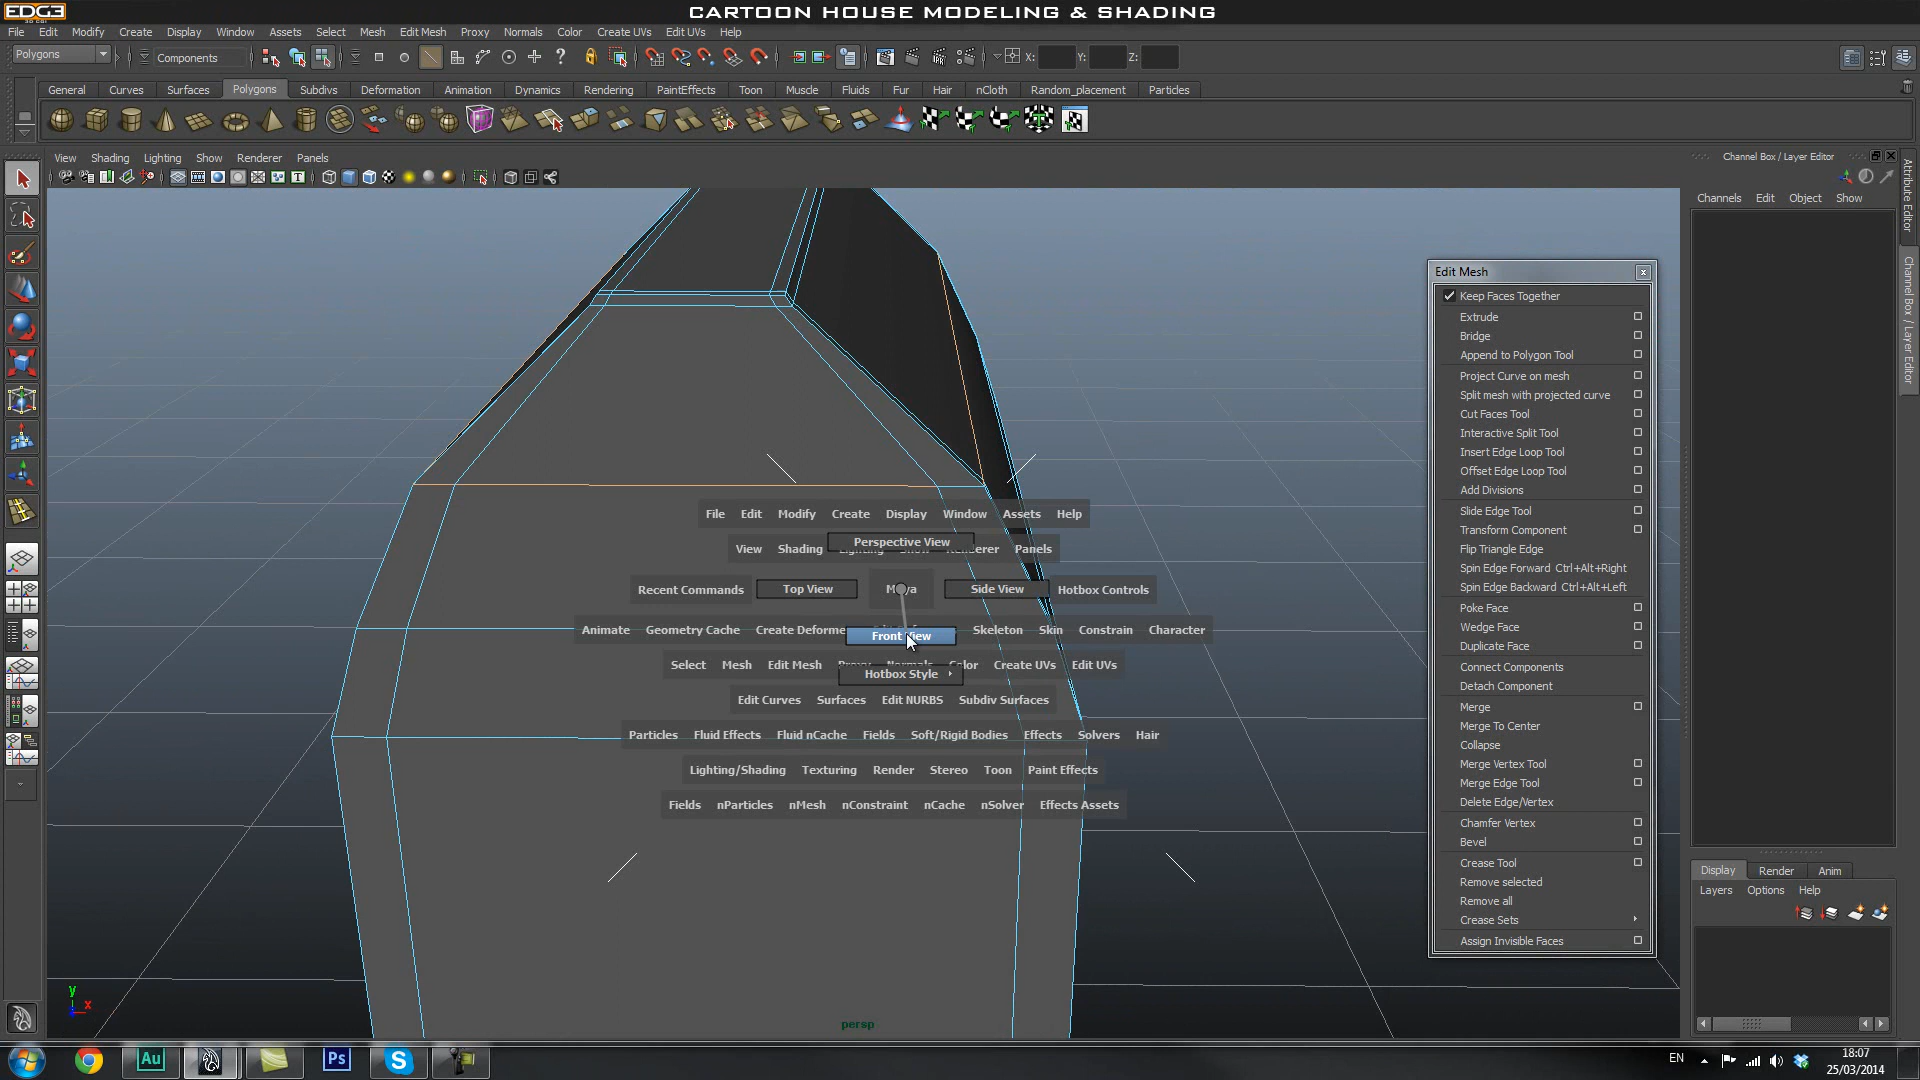 EDG3
CARTOON HOUSE MODELING & SHADING
File Edit Modify Create Display Window Assets Select Mesh Edit Mesh Proxy Normals Color Create UVs Edit UVs Help
Polygons Components X: Y: Z:
General Curves Surfaces Polygons Subdivs Deformation Animation Dynamics Rendering PaintEffects Toon Muscle Fluids Fur Hair nCloth Random_placement Particles
View Shading Lighting Show Renderer Panels
Channel Box / Layer Editor
Channels Edit Object Show
Attribute Editor
Channel Box / Layer Editor
Edit Mesh
Keep Faces Together
Extrude
Bridge
Append to Polygon Tool
Project Curve on mesh
Split mesh with projected curve
Cut Faces Tool
Interactive Split Tool
Insert Edge Loop Tool
Offset Edge Loop Tool
Add Divisions
Slide Edge Tool
Transform Component
Flip Triangle Edge
Spin Edge Forward Ctrl+Alt+Right
Spin Edge Backward Ctrl+Alt+Left
Poke Face
Wedge Face
Duplicate Face
Connect Components
Detach Component
Merge
Merge To Center
Collapse
Merge Vertex Tool
Merge Edge Tool
Delete Edge/Vertex
Chamfer Vertex
Bevel
Crease Tool
Remove selected
Remove all
Crease Sets
Assign Invisible Faces
File Edit Modify Create Display Window Assets Help
Perspective View
View Shading Panels
Recent Commands Top View Side View Hotbox Controls
Animate Geometry Cache Create Skeleton Skin Constrain Character
Front View
Select Mesh Edit Mesh Color Create UVs Edit UVs
Hotbox Style
Edit Curves Surfaces Edit NURBS Subdiv Surfaces
Particles Fluid Effects Fluid nCache Fields Soft/Rigid Bodies Effects Solvers Hair
Lighting/Shading Texturing Render Stereo Toon Paint Effects
Fields nParticles nMesh nConstraint nCache nSolver Effects Assets
y
x
persp
Display Render Anim
Layers Options Help
Au Ps S
EN
18:07
25/03/2014